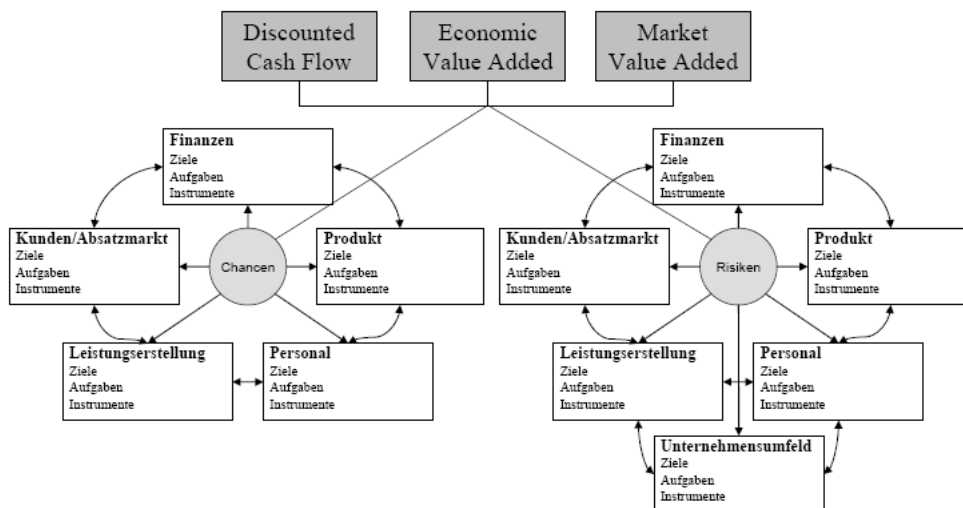 Discounted
Cash Flow
Economic
Value Added
Market
Value Added
Finanzen
Ziele
Aufgaben
Instrumente
Kunden/Absatzmarkt
Ziele
Aufgaben
Instrumente
Chancen
Produkt
Ziele
Aufgaben
Instrumente
Leistungserstellung
Ziele
Aufgaben
Instrumente
Personal
Ziele
Aufgaben
Instrumente
Finanzen
Ziele
Aufgaben
Instrumente
Kunden/Absatzmarkt
Ziele
Aufgaben
Instrumente
Risiken
Produkt
Ziele
Aufgaben
Instrumente
Leistungserstellung
Ziele
Aufgaben
Instrumente
Personal
Ziele
Aufgaben
Instrumente
Unternehmensumfeld
Ziele
Aufgaben
Instrumente